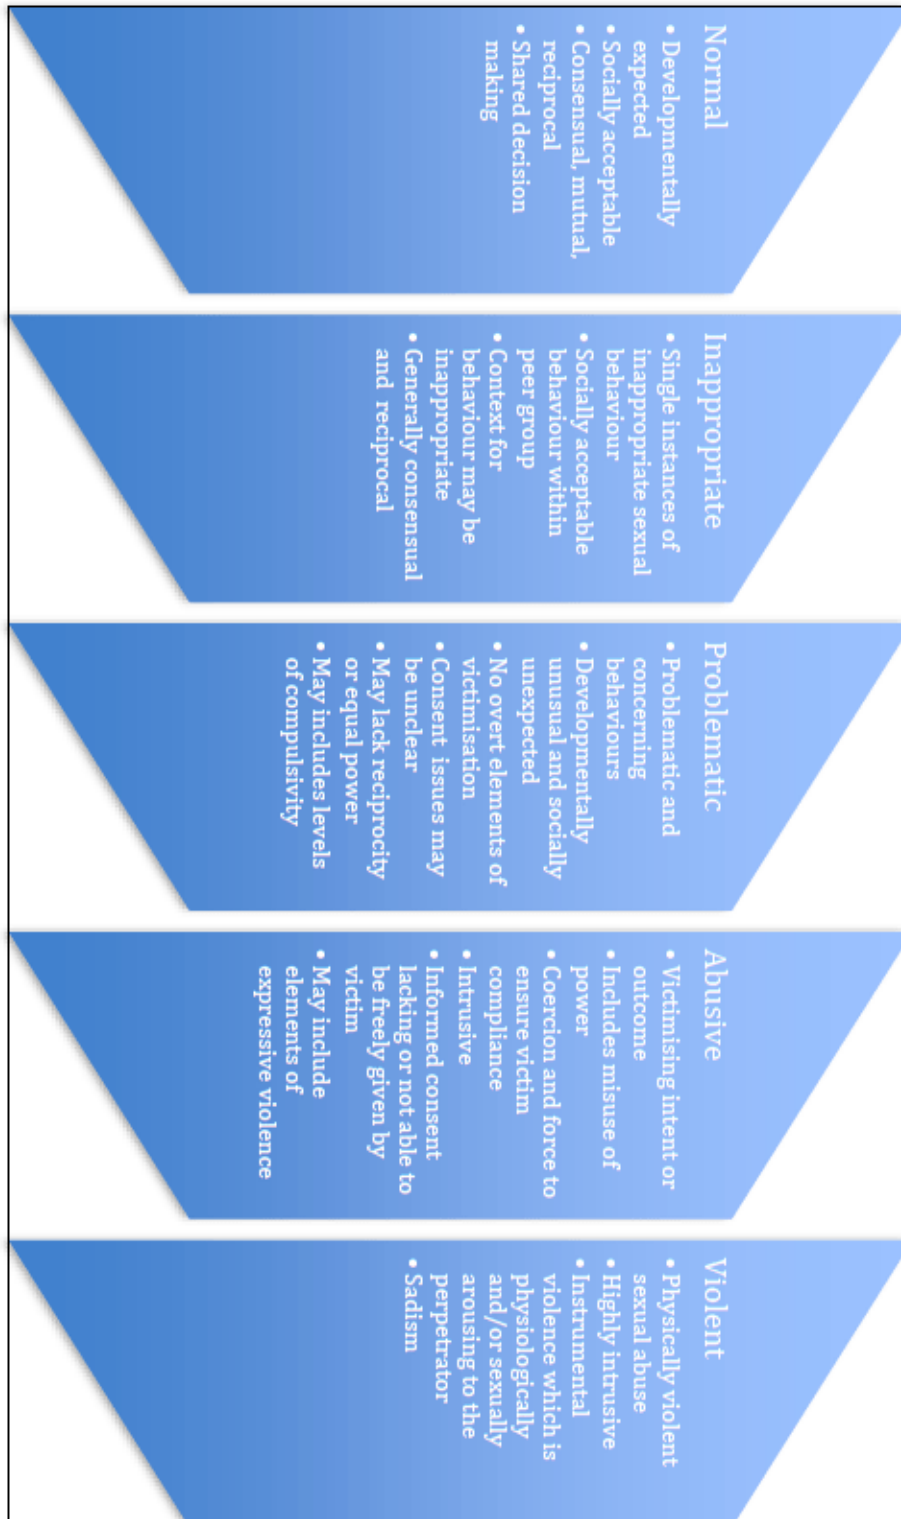 Normal
• Developmentally
expected
• Socially acceptable
• Consensual, mutual,
reciprocal
• Shared decision
making
Inappropriate
• Single instances of
inappropriate sexual
behaviour
• Socially acceptable
behaviour within
peer group
• Context for
behaviour may be
inappropriate
• Generally consensual
and reciprocal
Problematic
• Problematic and
concerning
behaviours
• Developmentally
unusual and socially
unexpected
• No overt elements of
victimisation
• Consent issues may
be unclear
• May lack reciprocity
or equal power
• May includes levels
of compulsivity
Abusive
• Victimising intent or
outcome
• Includes misuse of
power
• Coercion and force to
ensure victim
compliance
• Intrusive
• Informed consent
lacking or not able to
be freely given by
victim
• May include
elements of
expressive violence
Violent
• Physically violent
sexual abuse
• Highly intrusive
• Instrumental
violence which is
physiologically
and/or sexually
arousing to the
perpetrator
• Sadism